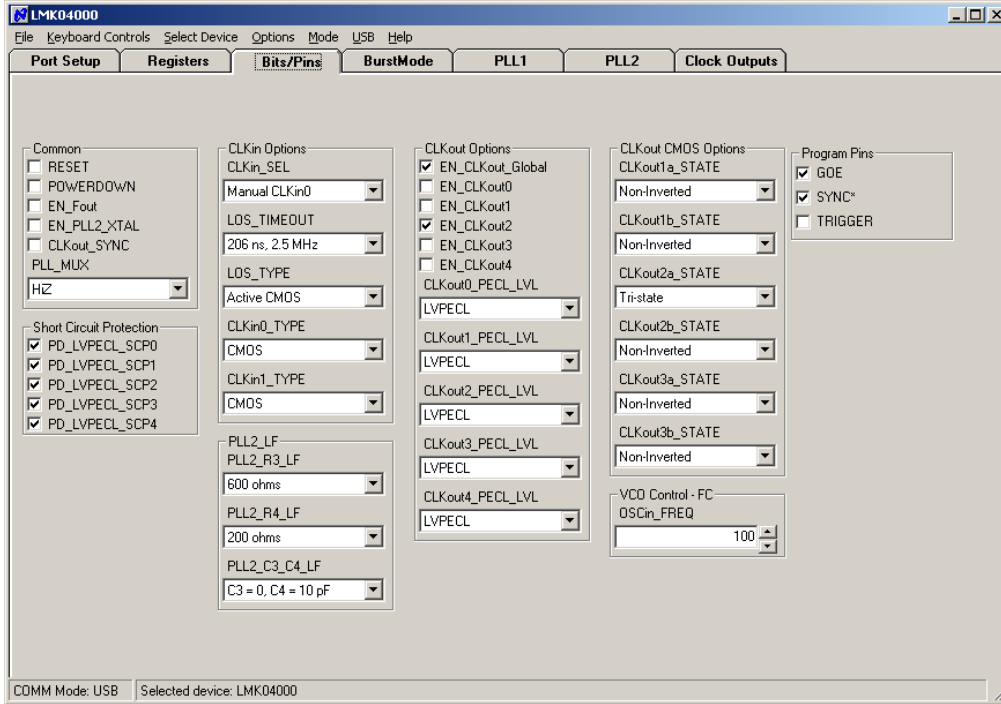 LMK04000
File Keyboard Controls Select Device Options Mode USB Help
Port Setup Registers Bits/Pins BurstMode PLL1 PLL2 Clock Outputs
Common
RESET
POWERDOWN
EN_Fout
EN_PLL2_XTAL
CLKout_SYNC
PLL_MUX
HiZ
Short Circuit Protection
PD_LVPECL_SCP0
PD_LVPECL_SCP1
PD_LVPECL_SCP2
PD_LVPECL_SCP3
PD_LVPECL_SCP4
CLKin Options
CLKin_SEL
Manual CLKin0
LOS_TIMEOUT
206 ns, 2.5 MHz
LOS_TYPE
Active CMOS
CLKin0_TYPE
CMOS
CLKin1_TYPE
CMOS
PLL2_LF
PLL2_R3_LF
600 ohms
PLL2_R4_LF
200 ohms
PLL2_C3_C4_LF
C3 = 0, C4 = 10 pF
CLKout Options
EN_CLKout_Global
EN_CLKout0
EN_CLKout1
EN_CLKout2
EN_CLKout3
EN_CLKout4
CLKout0_PECL_LVL
LVPECL
CLKout1_PECL_LVL
LVPECL
CLKout2_PECL_LVL
LVPECL
CLKout3_PECL_LVL
LVPECL
CLKout4_PECL_LVL
LVPECL
CLKout CMOS Options
CLKout1a_STATE
Non-Inverted
CLKout1b_STATE
Non-Inverted
CLKout2a_STATE
Tri-state
CLKout2b_STATE
Non-Inverted
CLKout3a_STATE
Non-Inverted
CLKout3b_STATE
Non-Inverted
VCO Control - FC
OSCin_FREQ
100
Program Pins
GOE
SYNC*
TRIGGER
COMM Mode: USB Selected device: LMK04000